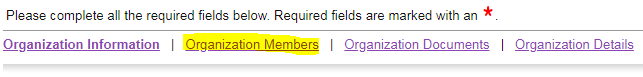 Please complete all the required fields below. Required fields are marked with an *.
Organization Information | Organization Members | Organization Documents | Organization Details